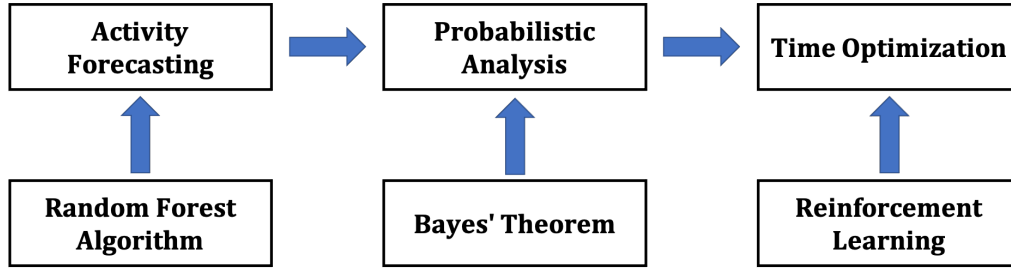 Activity
Forecasting
Probabilistic
Analysis
Time Optimization
Random Forest
Algorithm
Bayes' Theorem
Reinforcement
Learning